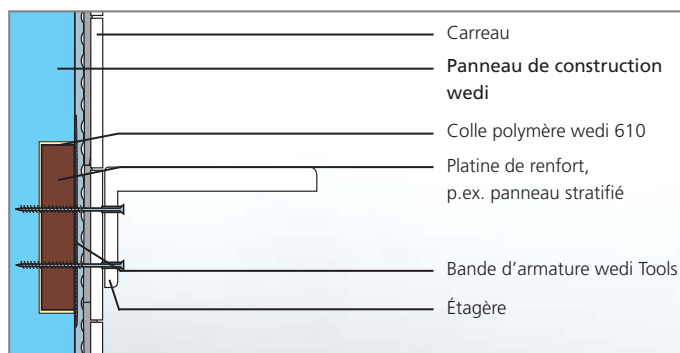 Carreau
Panneau de construction
wedi
Colle polymère wedi 610
Platine de renfort,
p.ex. panneau stratifié
Bande d’armature wedi Tools
Étagère